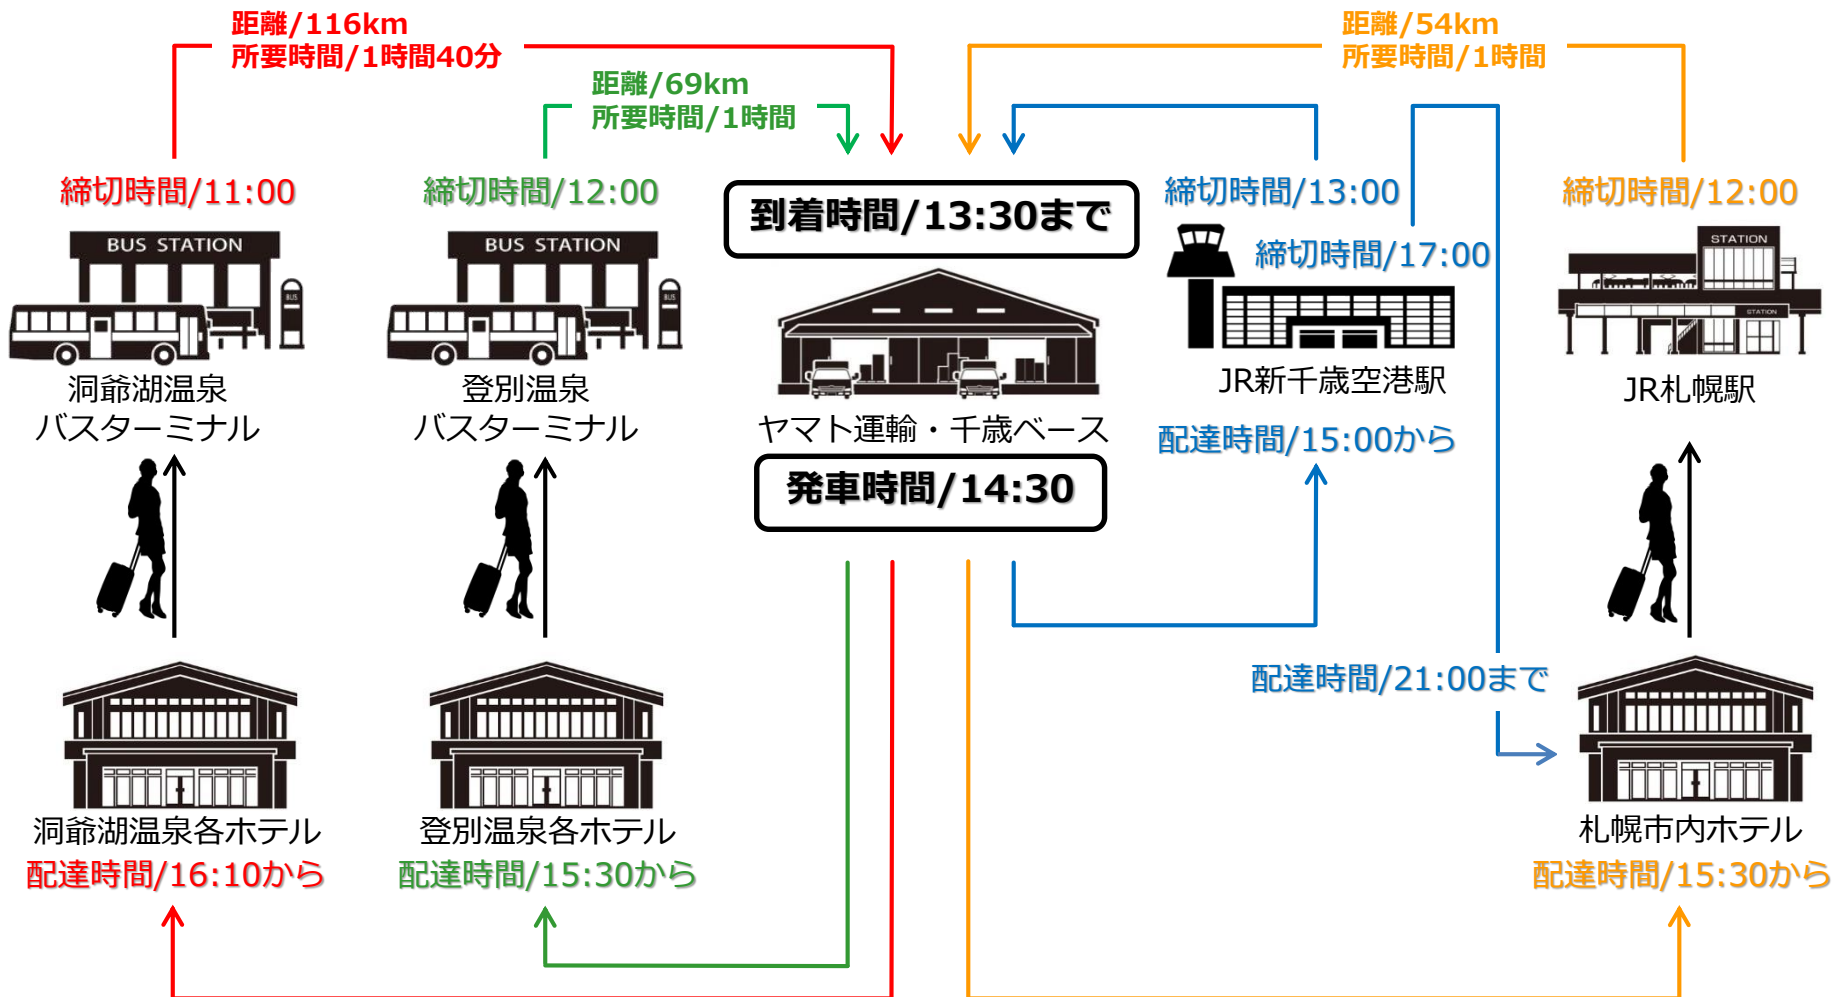 距離/116km
所要時間/1時間40分
距離/54km
所要時間/1時間
距離/69km
所要時間/1時間
締切時間/11:00
締切時間/12:00
到着時間/13:30まで
締切時間/13:00
締切時間/12:00
締切時間/17:00
BUS STATION
BUS
BUS STATION
BUS
STATION
STATION
洞爺湖温泉
バスターミナル
登別温泉
バスターミナル
ヤマト運輸・千歳ベース
JR新千歳空港駅
JR札幌駅
配達時間/15:00から
発車時間/14:30
配達時間/21:00まで
洞爺湖温泉各ホテル
配達時間/16:10から
登別温泉各ホテル
配達時間/15:30から
札幌市内ホテル
配達時間/15:30から